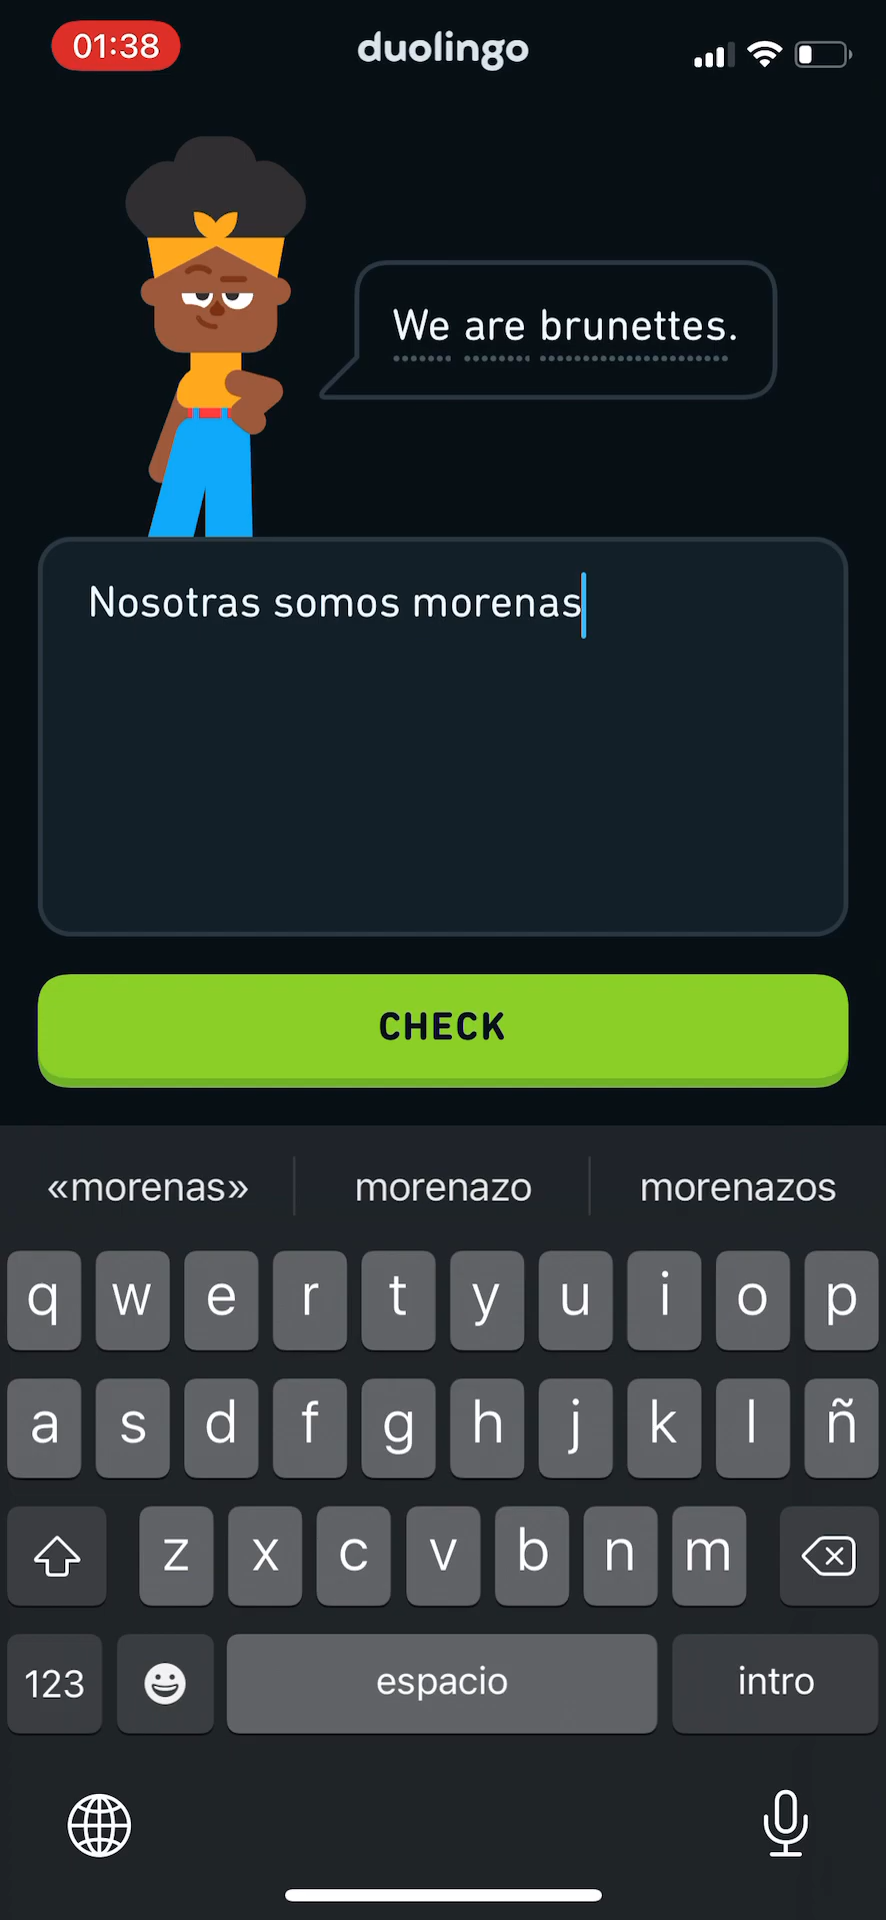 01:38
duolingo
We are brunettes.
Nosotras somos morenas
CHECK
«morenas» morenazo morenazos
q w e r t y u i o p
a s d f g h j k l ñ
z x c v b n m
123 espacio intro